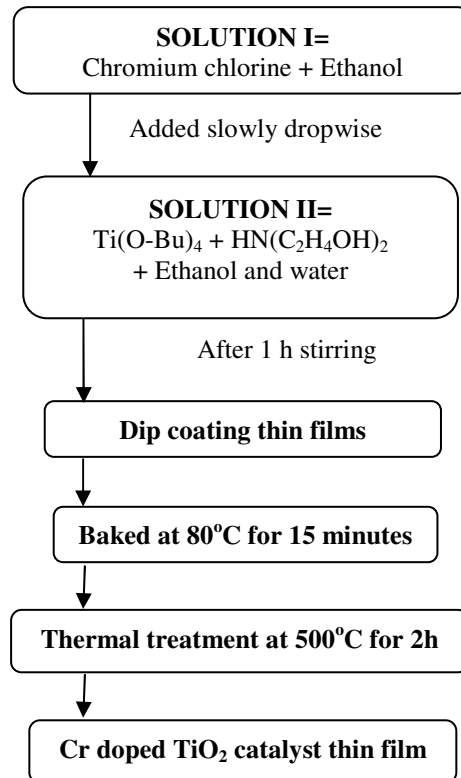 SOLUTION I=
Chromium chlorine + Ethanol
Added slowly dropwise
SOLUTION II=
Ti(O-Bu)₄ + HN(C₂H₄OH)₂
+ Ethanol and water
After 1 h stirring
Dip coating thin films
Baked at 80°C for 15 minutes
Thermal treatment at 500°C for 2h
Cr doped TiO₂ catalyst thin film